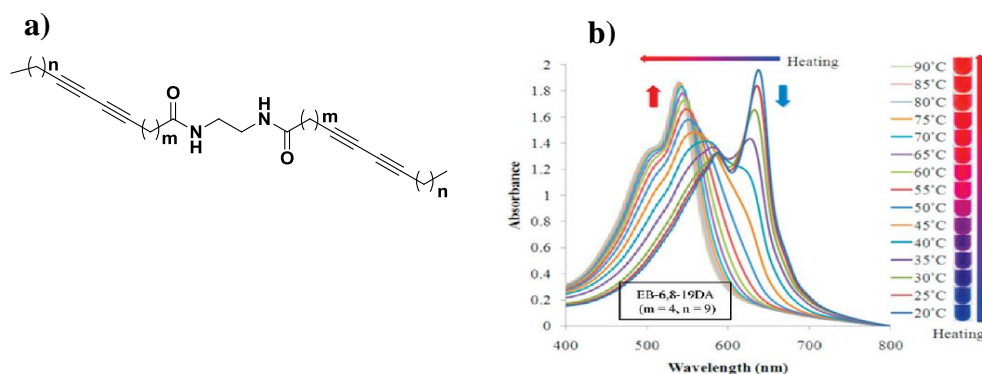 a)
n
O
m
N
H
H
N
O
m
n
b)
Heating
Absorbance
2
1.8
1.6
1.4
1.2
1
0.8
0.6
0.4
0.2
0
400
500
600
700
800
Wavelength (nm)
EB-6,8-19DA
(m = 4, n = 9)
90˚C
85˚C
80˚C
75˚C
70˚C
65˚C
60˚C
55˚C
50˚C
45˚C
40˚C
35˚C
30˚C
25˚C
20˚C
Heating